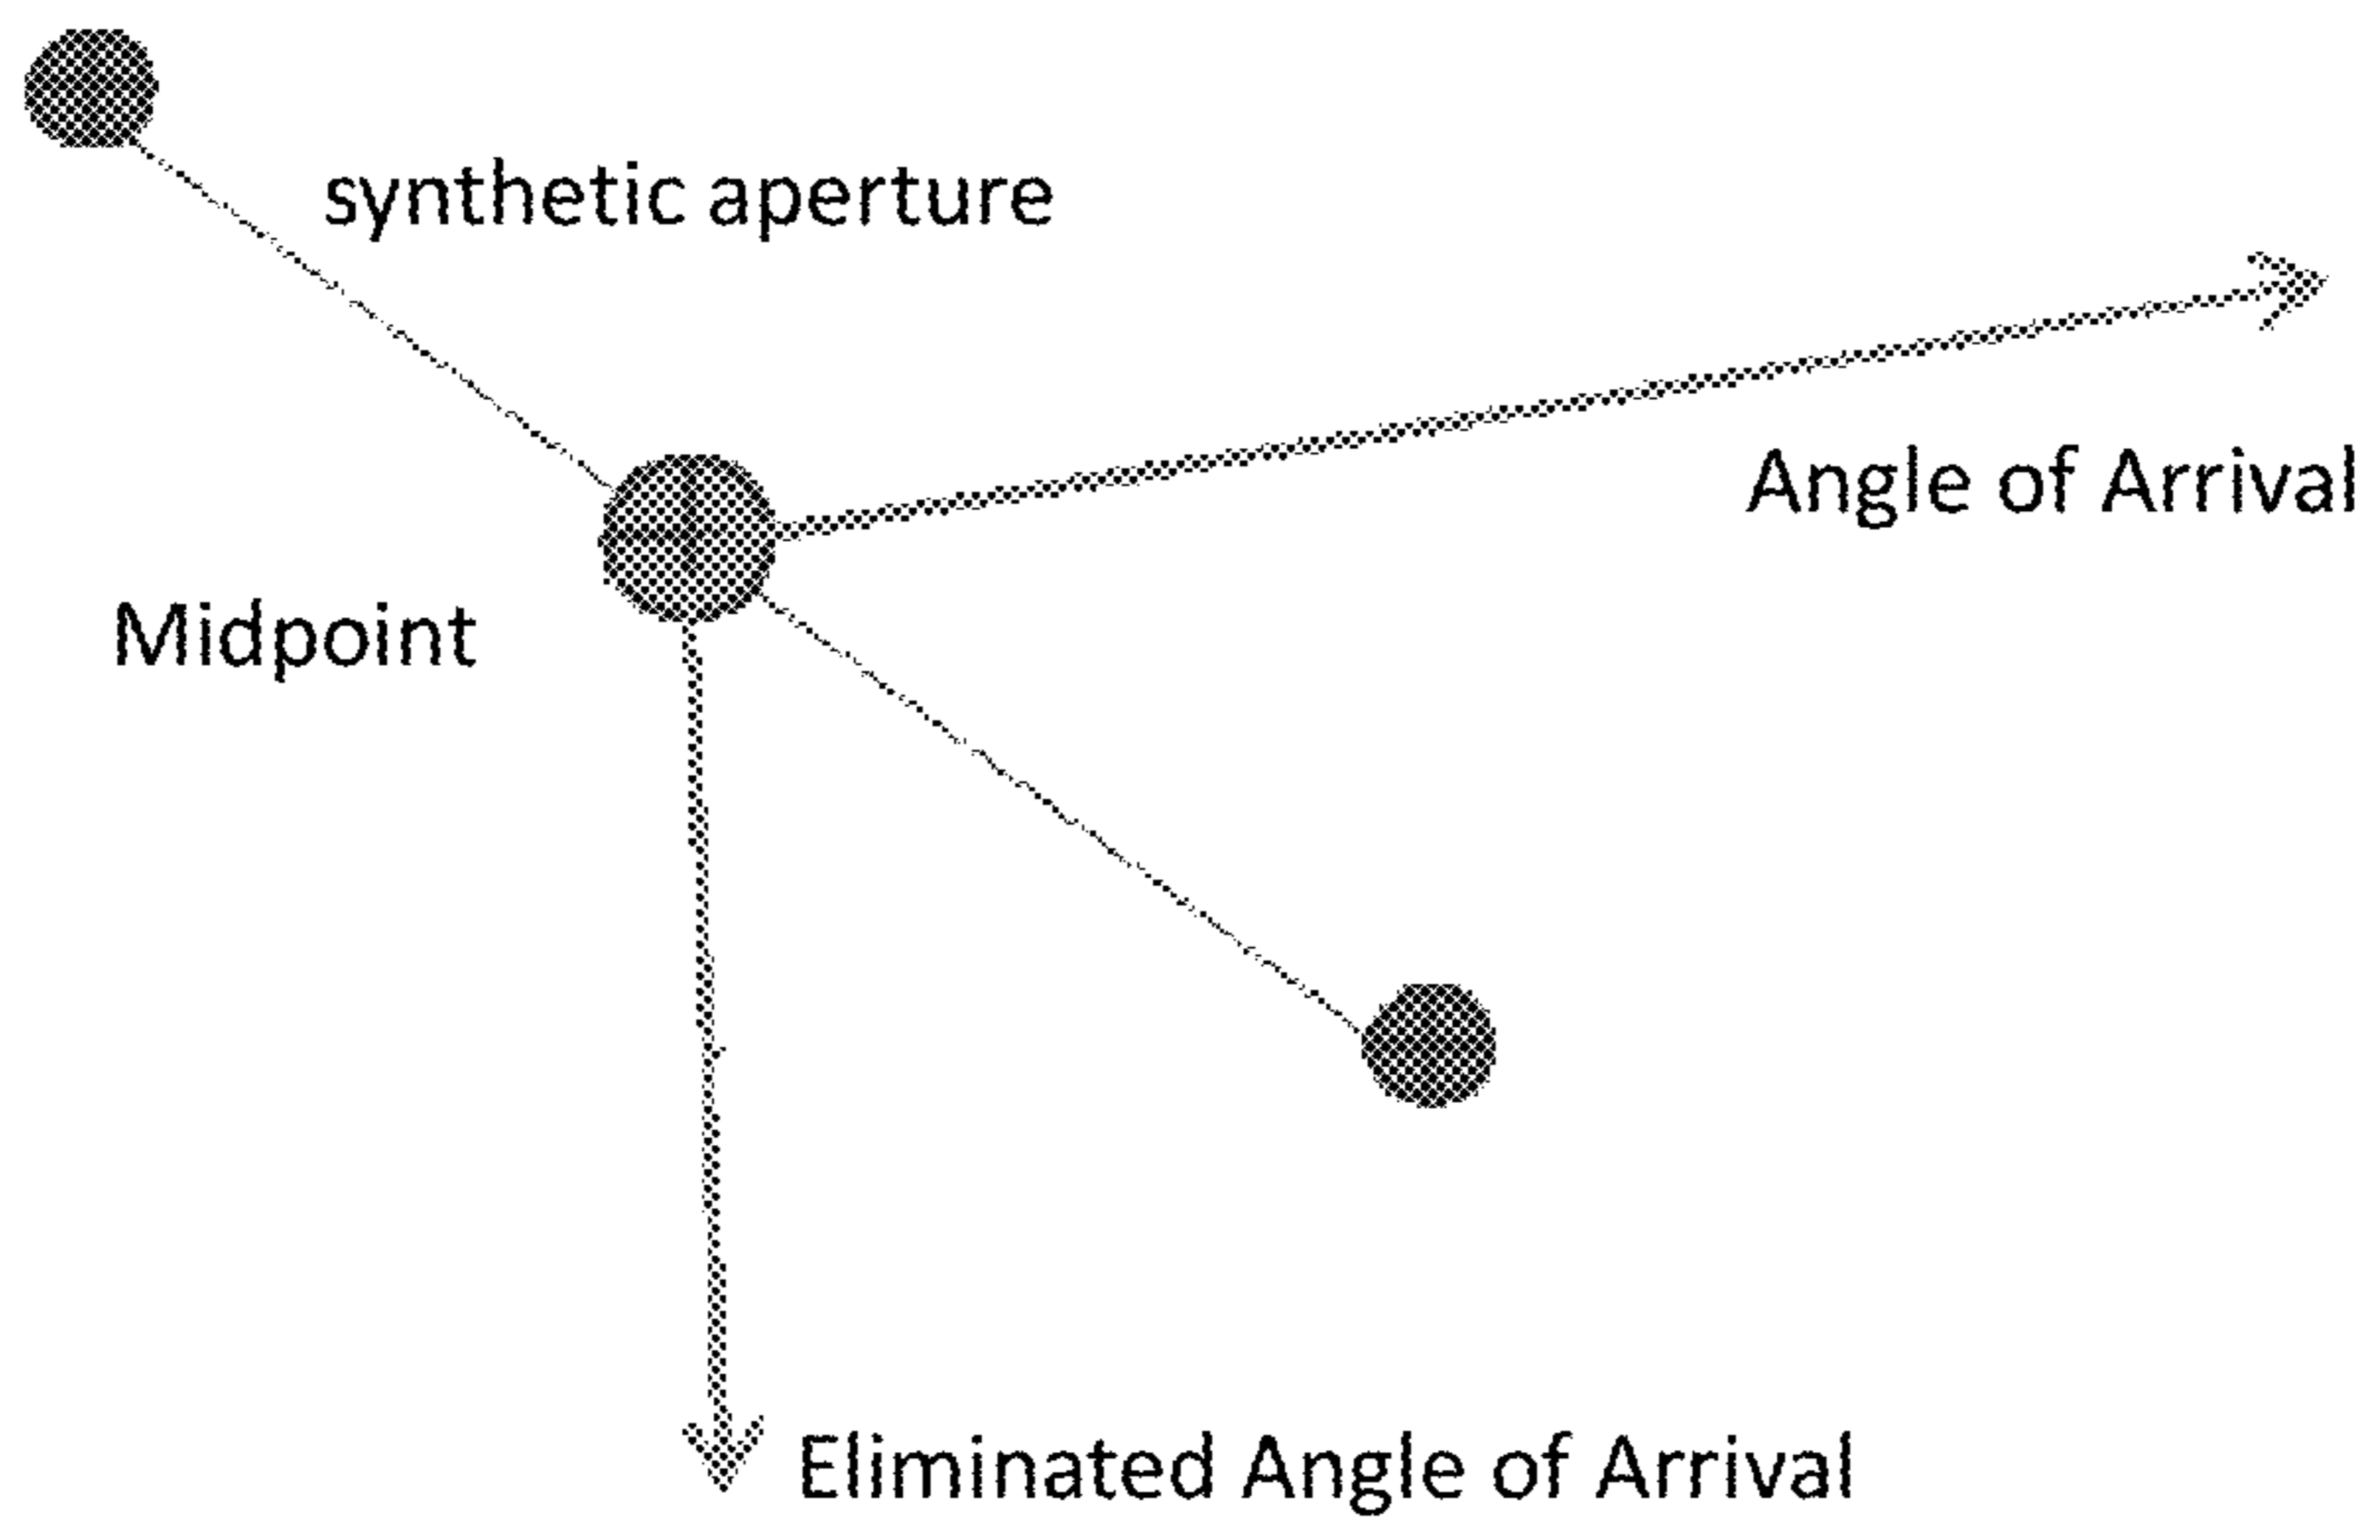 synthetic aperture
Angle of Arrival
Midpoint
Eliminated Angle of Arrival